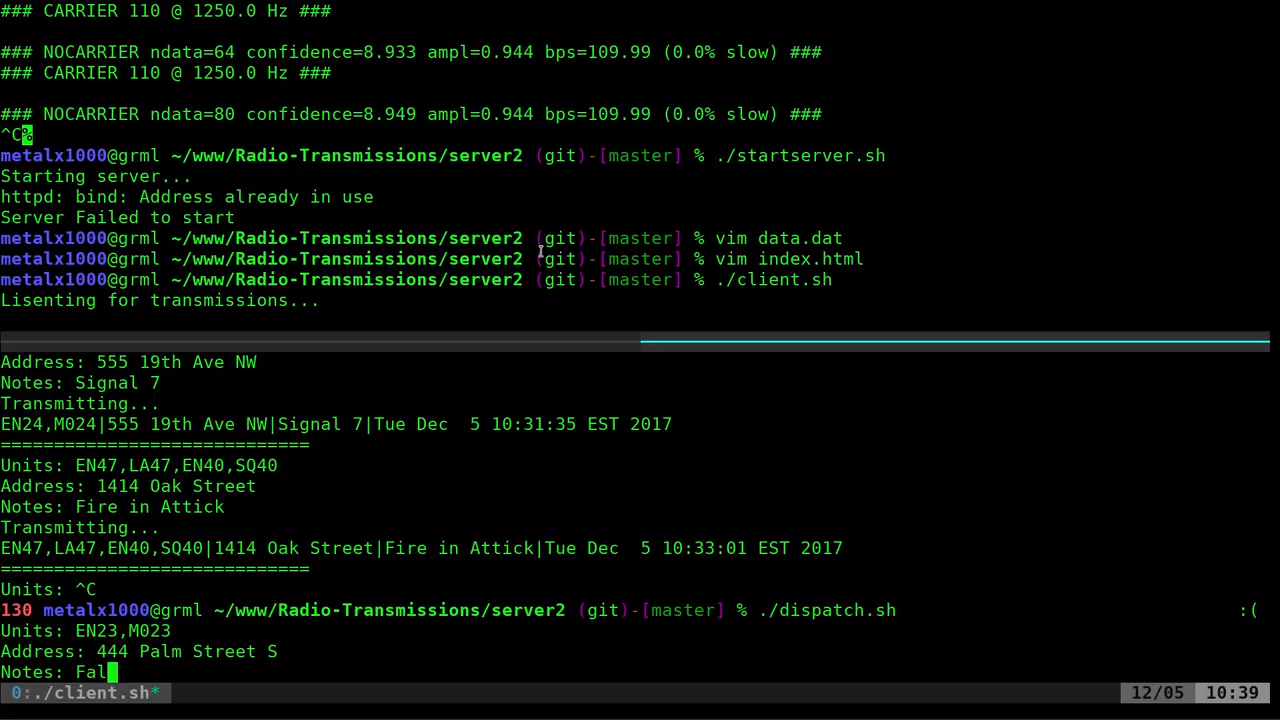 ### CARRIER 110 @ 1250.0 Hz ###
### NOCARRIER ndata=64 confidence=8.933 ampl=0.944 bps=109.99 (0.0% slow) ###
### CARRIER 110 @ 1250.0 Hz ###
### NOCARRIER ndata=80 confidence=8.949 ampl=0.944 bps=109.99 (0.0% slow) ###
^C%
metalx1000@grml ~/www/Radio-Transmissions/server2 (git)-[master] % ./startserver.sh
Starting server...
httpd: bind: Address already in use
Server Failed to start
metalx1000@grml ~/www/Radio-Transmissions/server2 (git)-[master] % vim data.dat
metalx1000@grml ~/www/Radio-Transmissions/server2 (git)-[master] % vim index.html
metalx1000@grml ~/www/Radio-Transmissions/server2 (git)-[master] % ./client.sh
Lisenting for transmissions...
Address: 555 19th Ave NW
Notes: Signal 7
Transmitting...
EN24,M024|555 19th Ave NW|Signal 7|Tue Dec  5 10:31:35 EST 2017
=============================
Units: EN47,LA47,EN40,SQ40
Address: 1414 Oak Street
Notes: Fire in Attick
Transmitting...
EN47,LA47,EN40,SQ40|1414 Oak Street|Fire in Attick|Tue Dec  5 10:33:01 EST 2017
=============================
Units: ^C
130 metalx1000@grml ~/www/Radio-Transmissions/server2 (git)-[master] % ./dispatch.sh :(
Units: EN23,M023
Address: 444 Palm Street S
Notes: Fal
0:./client.sh* 12/05 10:39